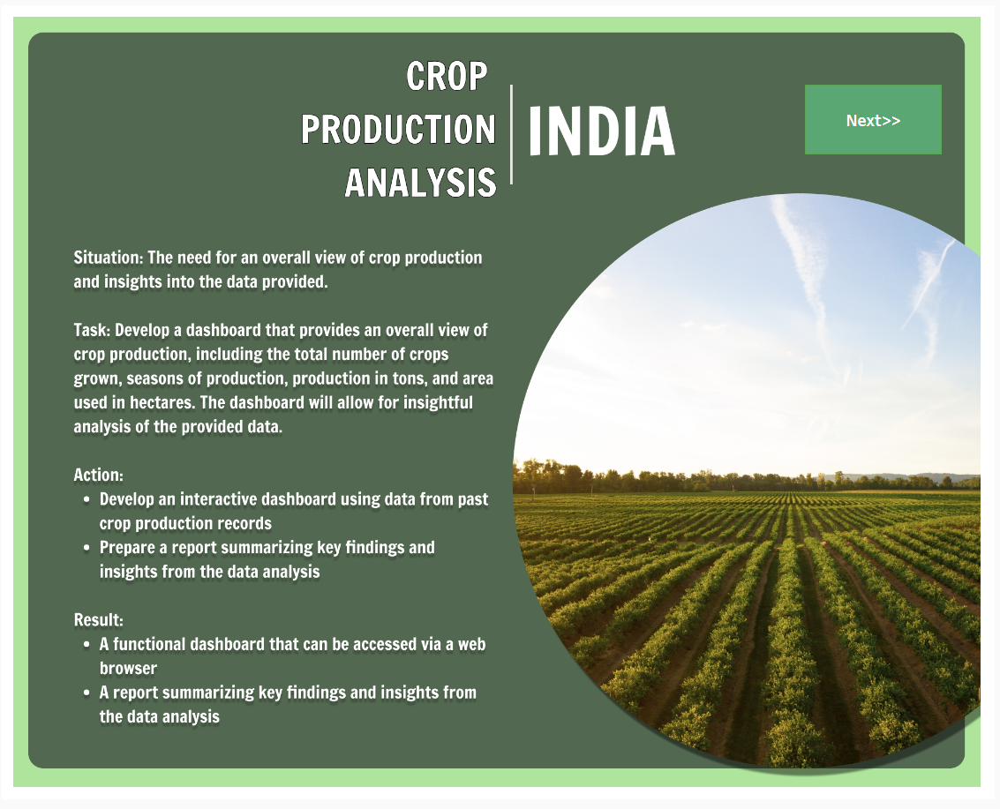 CROP
PRODUCTION
ANALYSIS
INDIA
Next>>
Situation: The need for an overall view of crop production
and insights into the data provided.
Task: Develop a dashboard that provides an overall view of
crop production, including the total number of crops
grown, seasons of production, production in tons, and area
used in hectares. The dashboard will allow for insightful
analysis of the provided data.
Action:
• Develop an interactive dashboard using data from past
crop production records
• Prepare a report summarizing key findings and
insights from the data analysis
Result:
• A functional dashboard that can be accessed via a web
browser
• A report summarizing key findings and insights from
the data analysis